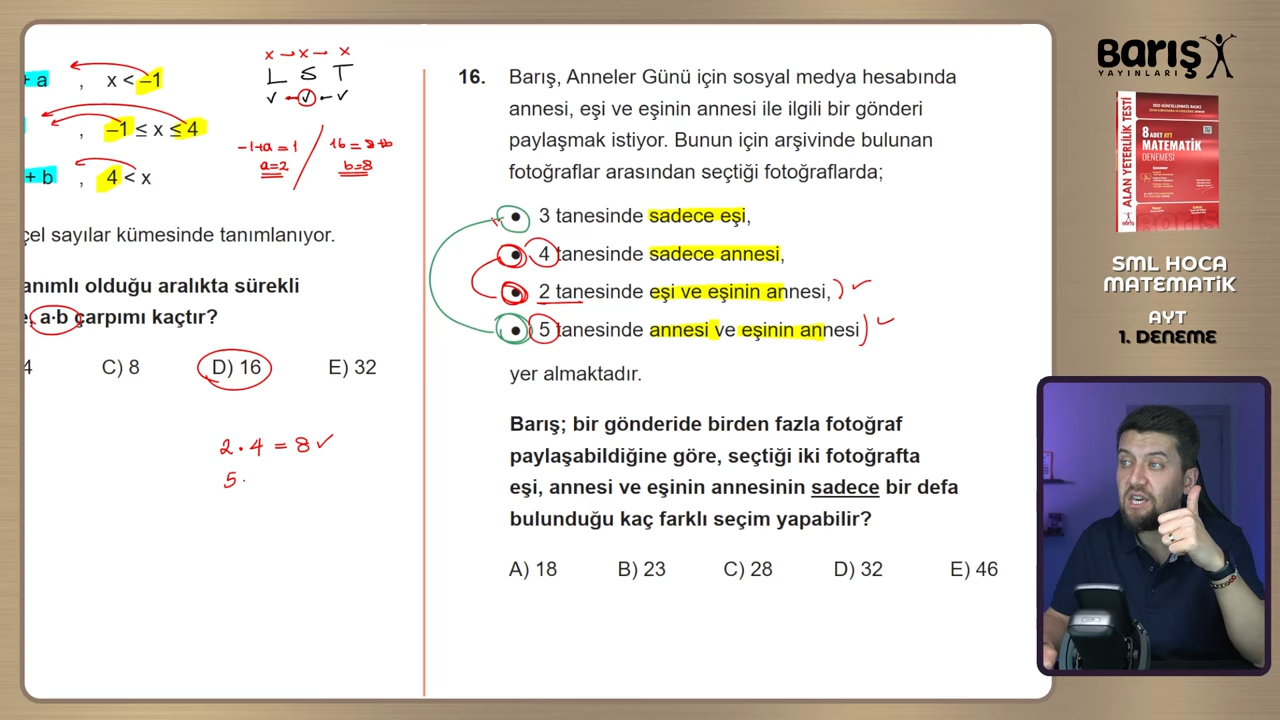 + a , x < –1
–1 ≤ x ≤ 4
+ b , 4 < x
x → x → x
L S T
✓ ← ✓ ← ✓
-1+a=1
a=2
16=8+b
b=8
çel sayılar kümesinde tanımlanıyor.
anımlı olduğu aralıkta sürekli
e, a·b çarpımı kaçtır?
4 C) 8 D) 16 E) 32
2 · 4 = 8 ✓
5 ·
16. Barış, Anneler Günü için sosyal medya hesabında
annesi, eşi ve eşinin annesi ile ilgili bir gönderi
paylaşmak istiyor. Bunun için arşivinde bulunan
fotoğraflar arasından seçtiği fotoğraflarda;
• 3 tanesinde sadece eşi,
• 4 tanesinde sadece annesi,
• 2 tanesinde eşi ve eşinin annesi,
• 5 tanesinde annesi ve eşinin annesi
yer almaktadır.
Barış; bir gönderide birden fazla fotoğraf
paylaşabildiğine göre, seçtiği iki fotoğrafta
eşi, annesi ve eşinin annesinin sadece bir defa
bulunduğu kaç farklı seçim yapabilir?
A) 18 B) 23 C) 28 D) 32 E) 46
BARIŞ
YAYINLARI
ALAN YETERLİLİK TESTİ
8 ADET AYT
MATEMATİK
DENEMESİ
SML HOCA
MATEMATİK
AYT
1. DENEME